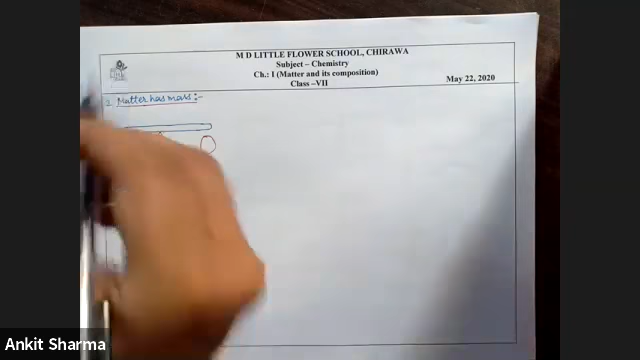 M D LITTLE FLOWER SCHOOL, CHIRAWA
Subject – Chemistry
Ch.: I (Matter and its composition)
Class –VII
May 22, 2020
1. Matter has mass :-
Ankit Sharma